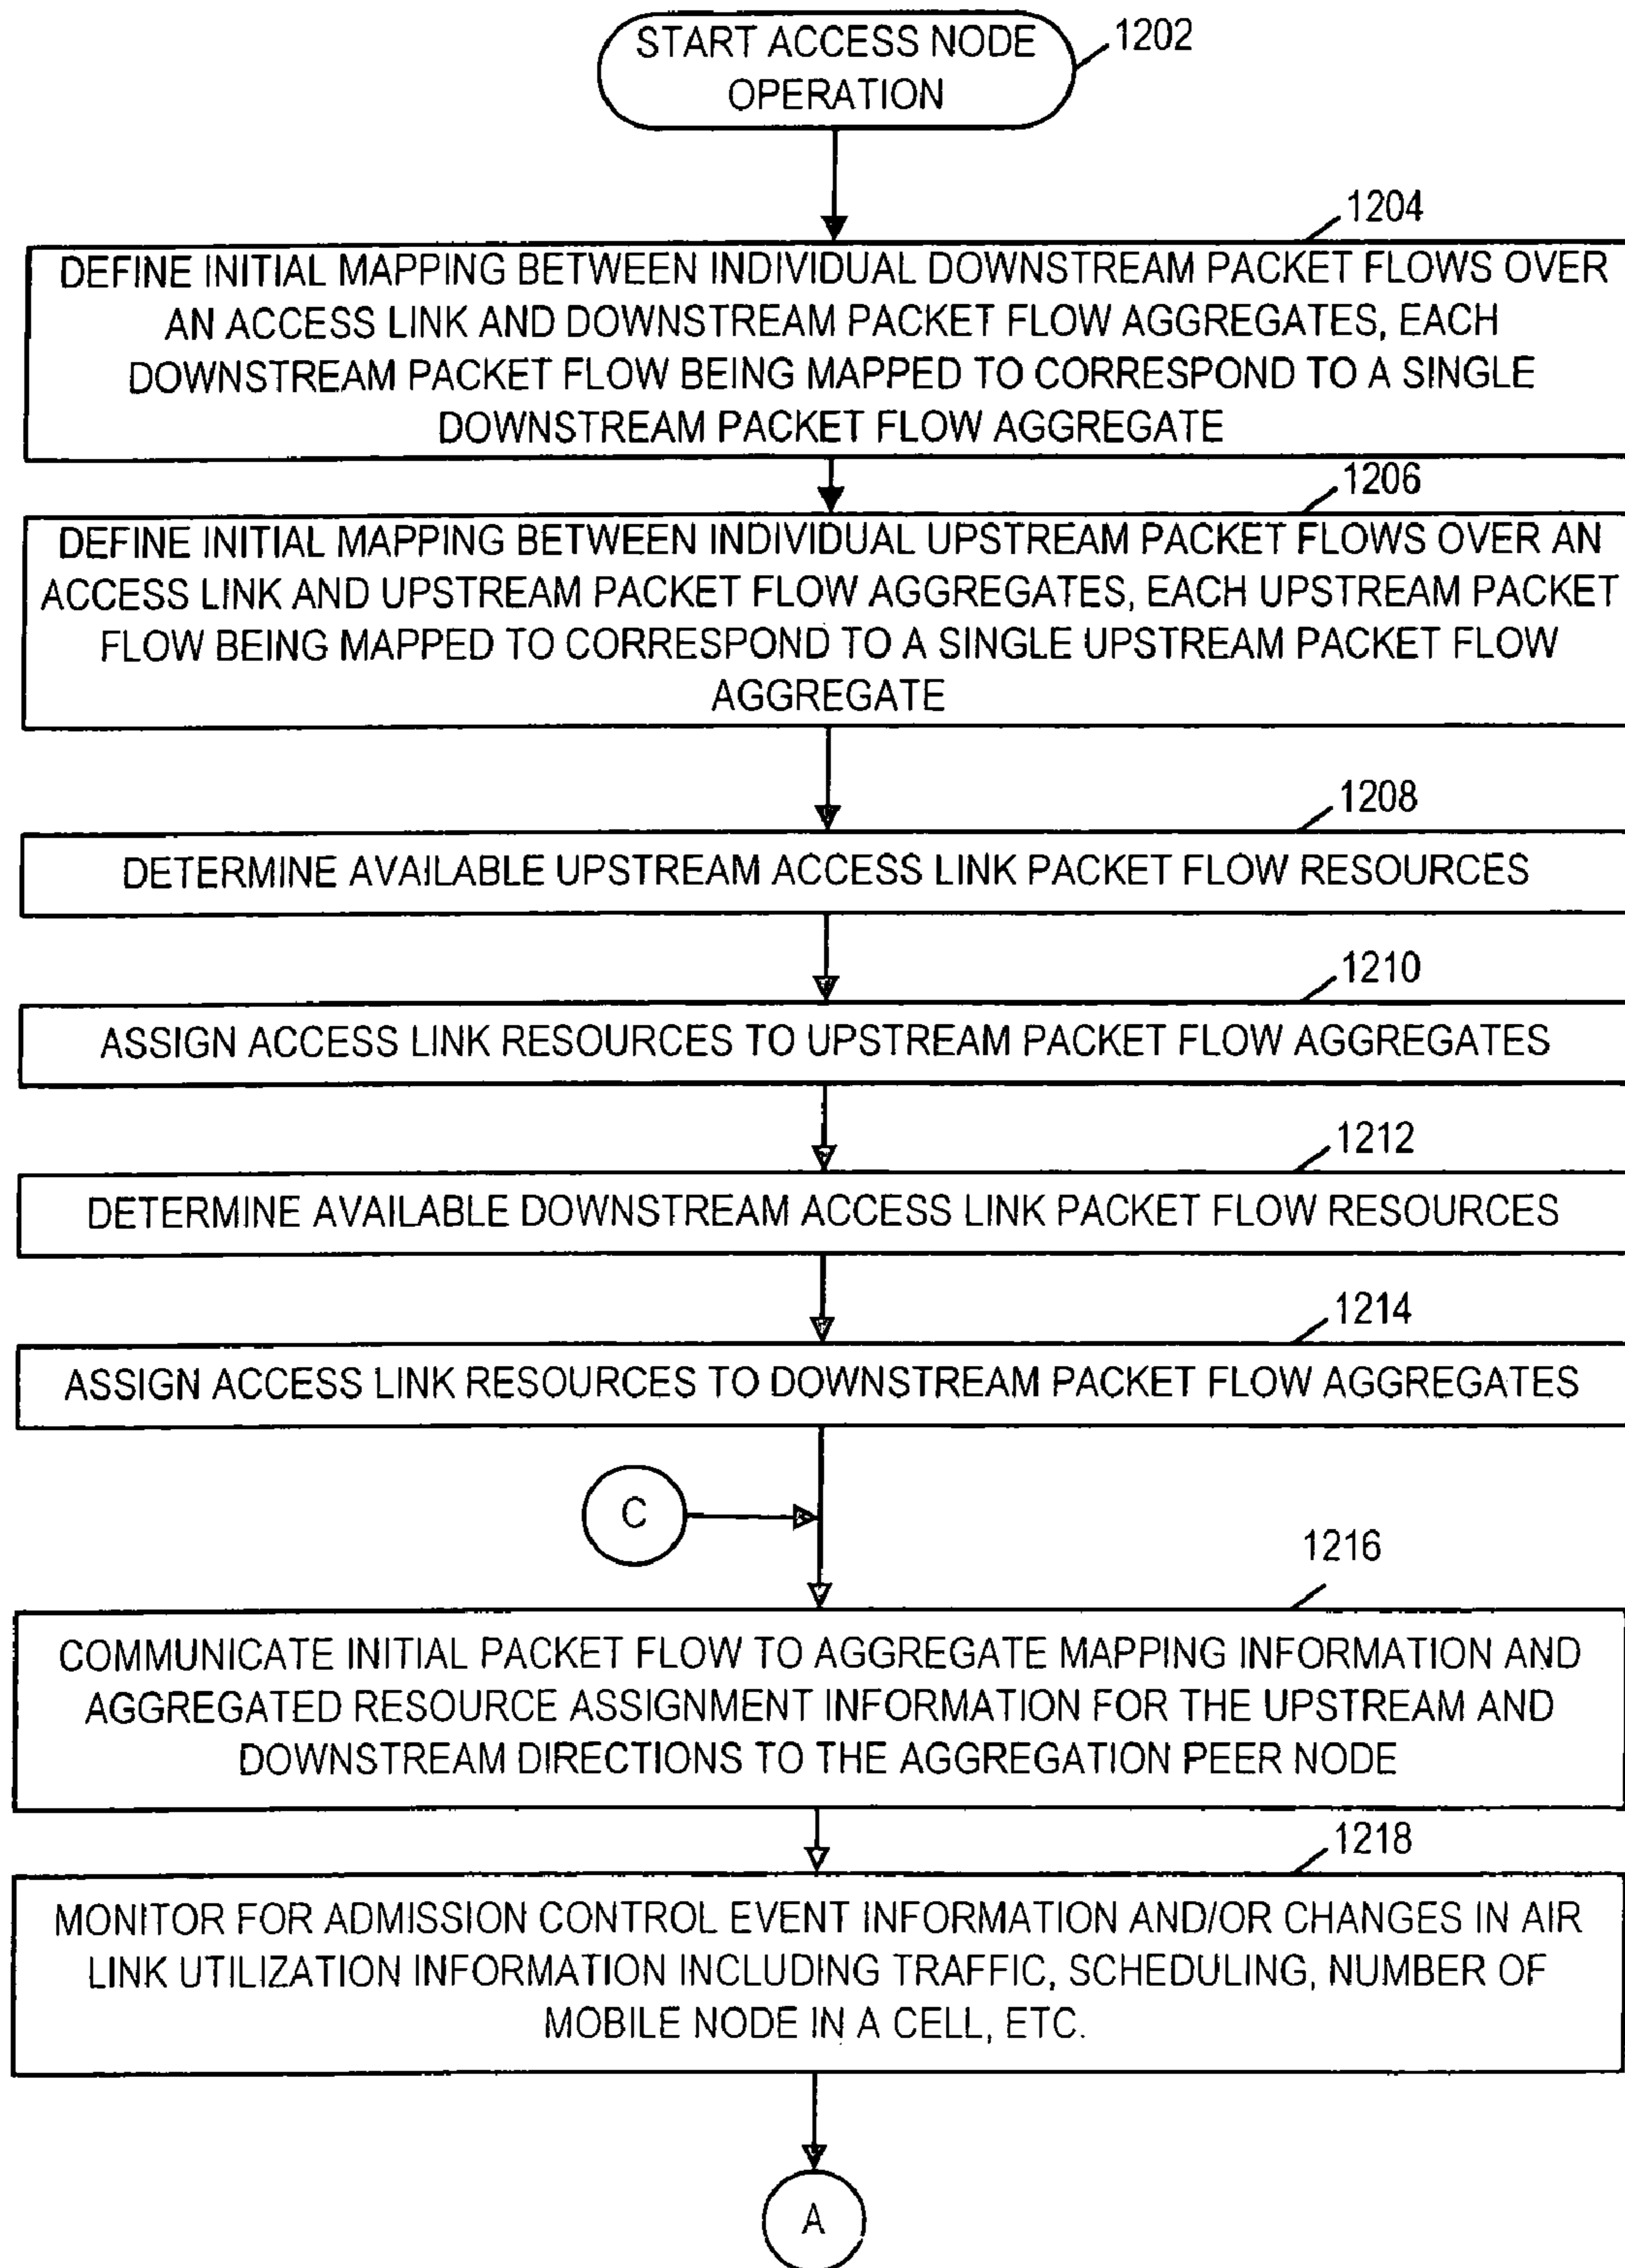 START ACCESS NODE
OPERATION
1202
1204
DEFINE INITIAL MAPPING BETWEEN INDIVIDUAL DOWNSTREAM PACKET FLOWS OVER
AN ACCESS LINK AND DOWNSTREAM PACKET FLOW AGGREGATES, EACH
DOWNSTREAM PACKET FLOW BEING MAPPED TO CORRESPOND TO A SINGLE
DOWNSTREAM PACKET FLOW AGGREGATE
1206
DEFINE INITIAL MAPPING BETWEEN INDIVIDUAL UPSTREAM PACKET FLOWS OVER AN
ACCESS LINK AND UPSTREAM PACKET FLOW AGGREGATES, EACH UPSTREAM PACKET
FLOW BEING MAPPED TO CORRESPOND TO A SINGLE UPSTREAM PACKET FLOW
AGGREGATE
1208
DETERMINE AVAILABLE UPSTREAM ACCESS LINK PACKET FLOW RESOURCES
1210
ASSIGN ACCESS LINK RESOURCES TO UPSTREAM PACKET FLOW AGGREGATES
1212
DETERMINE AVAILABLE DOWNSTREAM ACCESS LINK PACKET FLOW RESOURCES
1214
ASSIGN ACCESS LINK RESOURCES TO DOWNSTREAM PACKET FLOW AGGREGATES
C
1216
COMMUNICATE INITIAL PACKET FLOW TO AGGREGATE MAPPING INFORMATION AND
AGGREGATED RESOURCE ASSIGNMENT INFORMATION FOR THE UPSTREAM AND
DOWNSTREAM DIRECTIONS TO THE AGGREGATION PEER NODE
1218
MONITOR FOR ADMISSION CONTROL EVENT INFORMATION AND/OR CHANGES IN AIR
LINK UTILIZATION INFORMATION INCLUDING TRAFFIC, SCHEDULING, NUMBER OF
MOBILE NODE IN A CELL, ETC.
A